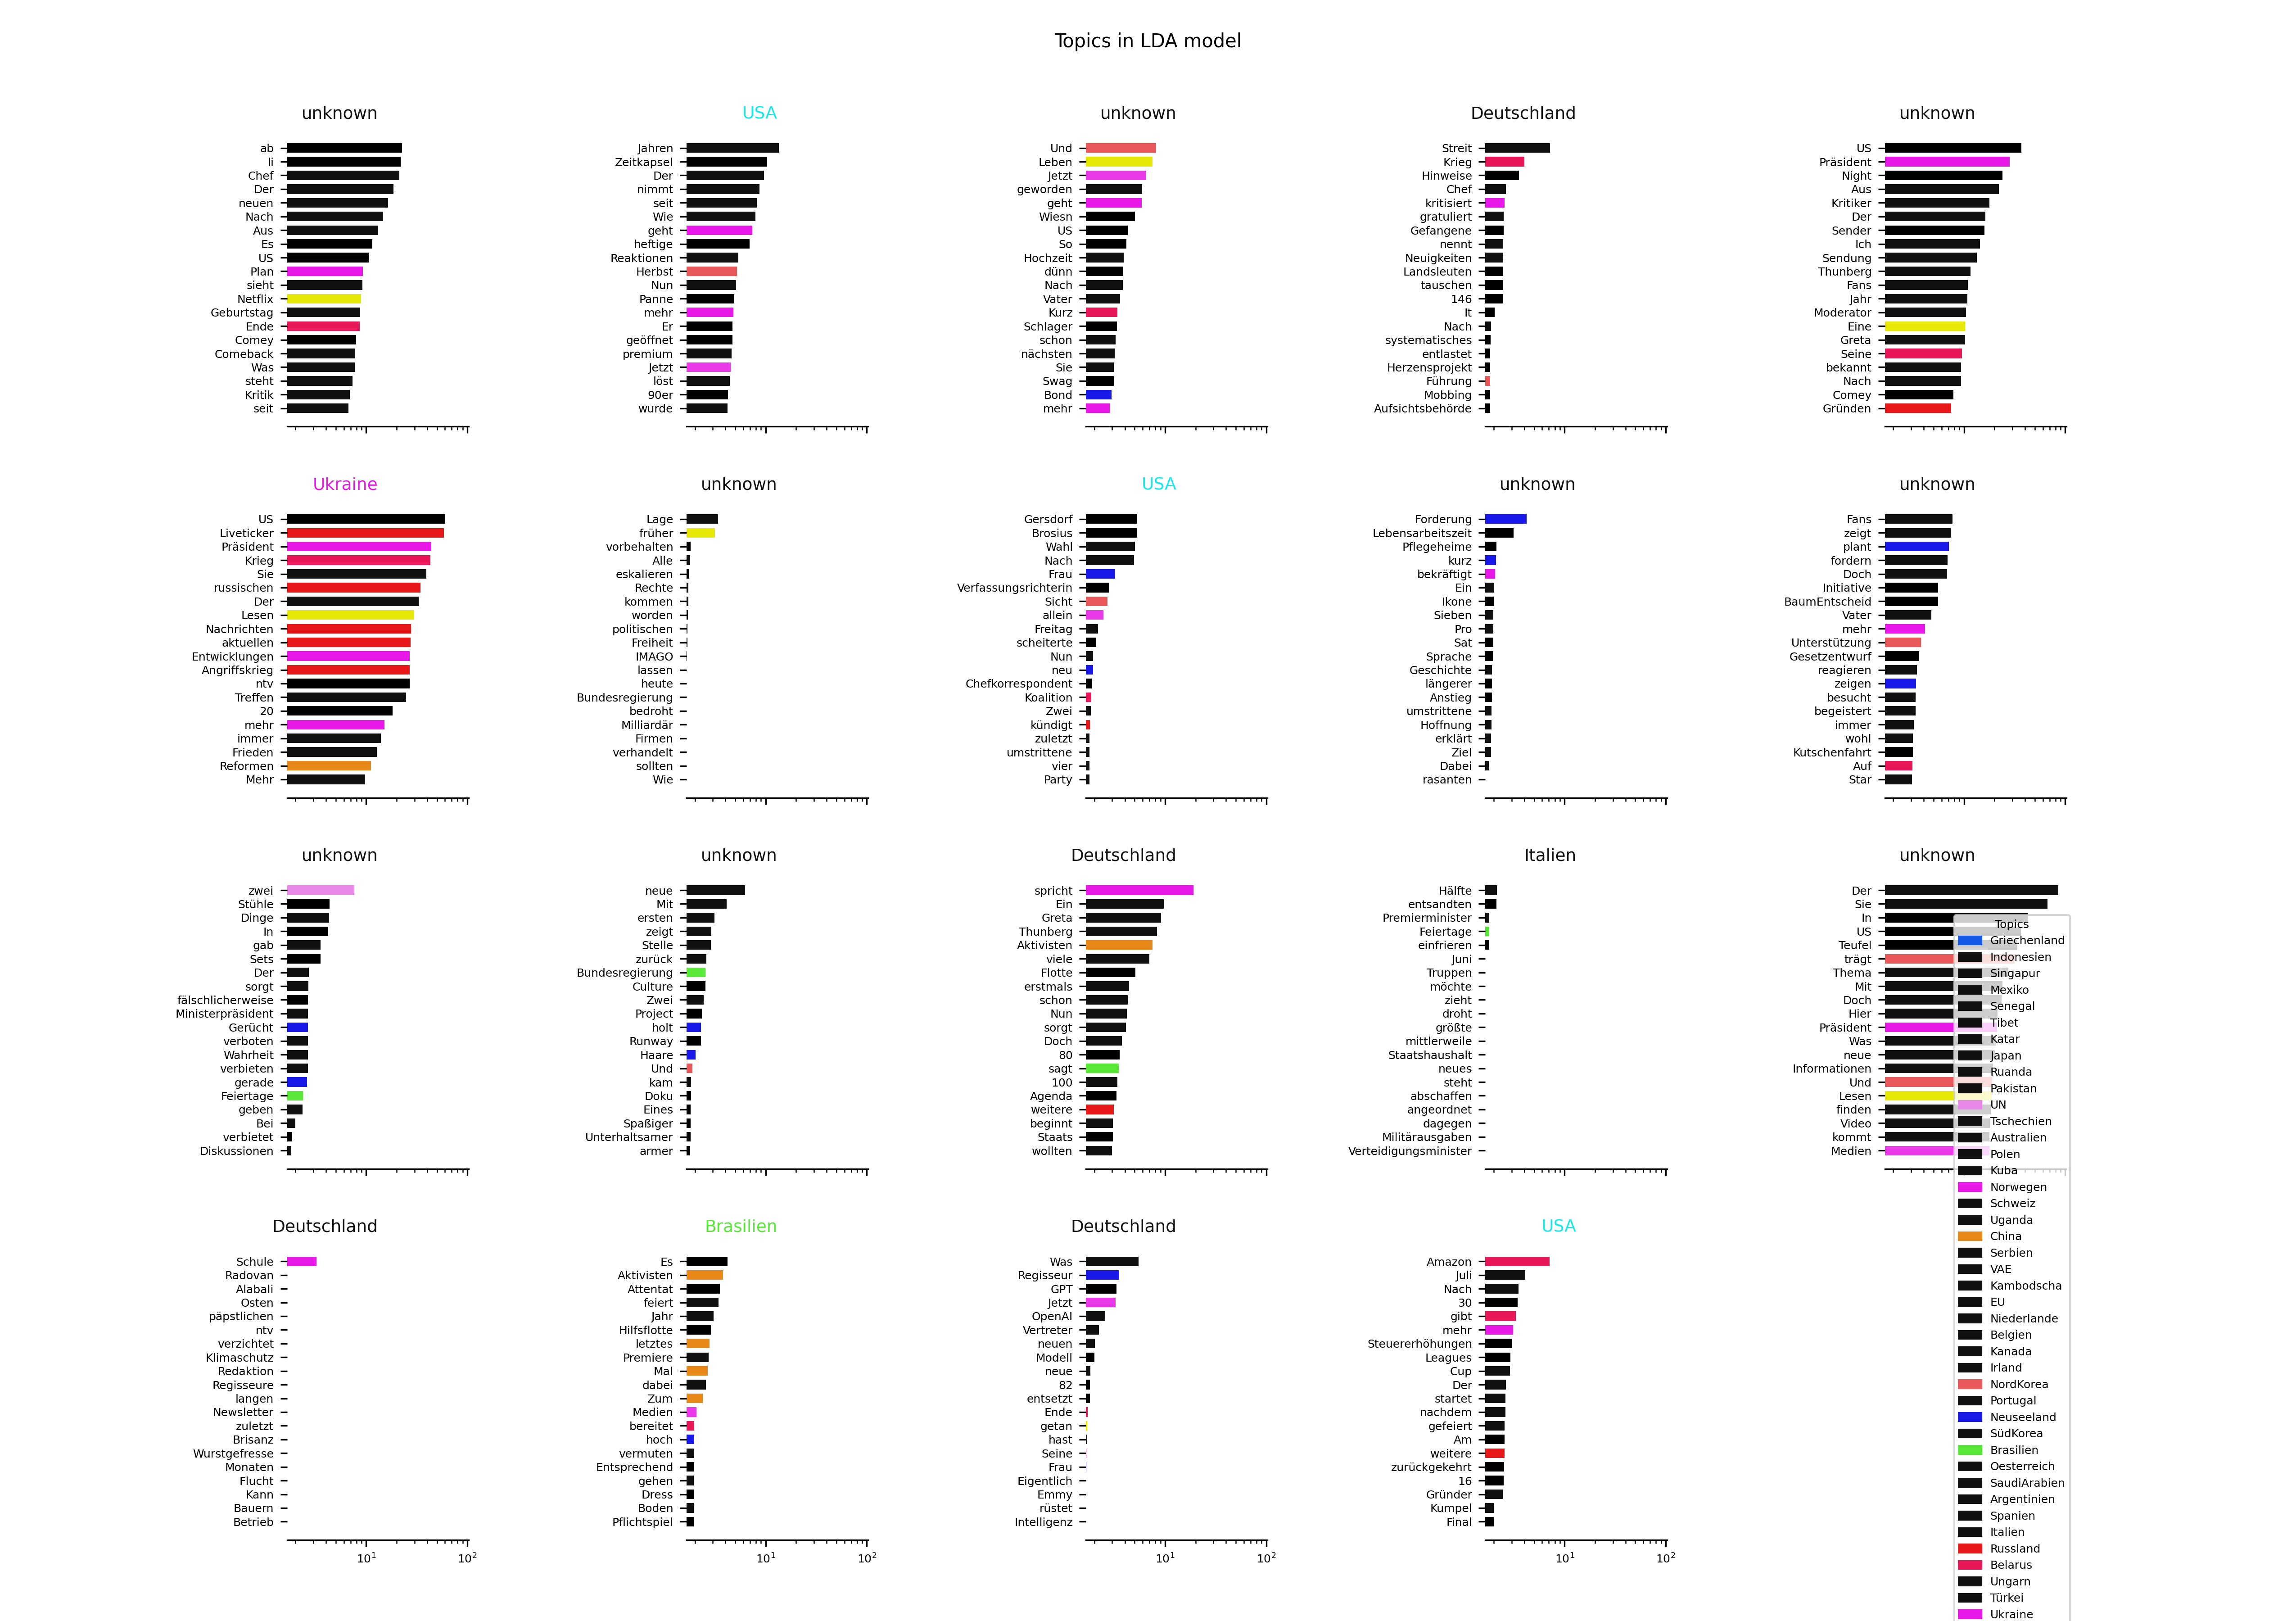 Topics in LDA model
unknown
ab
li
Chef
Der
neuen
Nach
Aus
Es
US
Plan
sieht
Netflix
Geburtstag
Ende
Comey
Comeback
Was
steht
Kritik
seit
USA
Jahren
Zeitkapsel
Der
nimmt
seit
Wie
geht
heftige
Reaktionen
Herbst
Nun
Panne
mehr
Er
geöffnet
premium
Jetzt
löst
90er
wurde
unknown
Und
Leben
Jetzt
geworden
geht
Wiesn
US
So
Hochzeit
dünn
Nach
Vater
Kurz
Schlager
schon
nächsten
Sie
Swag
Bond
mehr
Deutschland
Streit
Krieg
Hinweise
Chef
kritisiert
gratuliert
Gefangene
nennt
Neuigkeiten
Landsleuten
tauschen
146
It
Nach
systematisches
entlastet
Herzensprojekt
Führung
Mobbing
Aufsichtsbehörde
unknown
US
Präsident
Night
Aus
Kritiker
Der
Sender
Ich
Sendung
Thunberg
Fans
Jahr
Moderator
Eine
Greta
Seine
bekannt
Nach
Comey
Gründen
Ukraine
US
Liveticker
Präsident
Krieg
Sie
russischen
Der
Lesen
Nachrichten
aktuellen
Entwicklungen
Angriffskrieg
ntv
Treffen
20
mehr
immer
Frieden
Reformen
Mehr
unknown
Lage
früher
vorbehalten
Alle
eskalieren
Rechte
kommen
worden
politischen
Freiheit
IMAGO
lassen
heute
Bundesregierung
bedroht
Milliardär
Firmen
verhandelt
sollten
Wie
USA
Gersdorf
Brosius
Wahl
Nach
Frau
Verfassungsrichterin
Sicht
allein
Freitag
scheiterte
Nun
neu
Chefkorrespondent
Koalition
Zwei
kündigt
zuletzt
umstrittene
vier
Party
unknown
Forderung
Lebensarbeitszeit
Pflegeheime
kurz
bekräftigt
Ein
Ikone
Sieben
Pro
Sat
Sprache
Geschichte
längerer
Anstieg
umstrittene
Hoffnung
erklärt
Ziel
Dabei
rasanten
unknown
Fans
zeigt
plant
fordern
Doch
Initiative
BaumEntscheid
Vater
mehr
Unterstützung
Gesetzentwurf
reagieren
zeigen
besucht
begeistert
immer
wohl
Kutschenfahrt
Auf
Star
unknown
zwei
Stühle
Dinge
In
gab
Sets
Der
sorgt
fälschlicherweise
Ministerpräsident
Gerücht
verboten
Wahrheit
verbieten
gerade
Feiertage
geben
Bei
verbietet
Diskussionen
unknown
neue
Mit
ersten
zeigt
Stelle
zurück
Bundesregierung
Culture
Zwei
Project
holt
Runway
Haare
Und
kam
Doku
Eines
Spaßiger
Unterhaltsamer
armer
Deutschland
spricht
Ein
Greta
Thunberg
Aktivisten
viele
Flotte
erstmals
schon
Nun
sorgt
Doch
80
sagt
100
Agenda
weitere
beginnt
Staats
wollten
Italien
Hälfte
entsandten
Premierminister
Feiertage
einfrieren
Juni
Truppen
möchte
zieht
droht
größte
mittlerweile
Staatshaushalt
neues
steht
abschaffen
angeordnet
dagegen
Militärausgaben
Verteidigungsminister
unknown
Der
Sie
In
US
Teufel
trägt
Thema
Mit
Doch
Hier
Präsident
Was
neue
Informationen
Und
Lesen
finden
Video
kommt
Medien
Deutschland
Schule
Radovan
Alabali
Osten
päpstlichen
ntv
verzichtet
Klimaschutz
Redaktion
Regisseure
langen
Newsletter
zuletzt
Brisanz
Wurstgefresse
Monaten
Flucht
Kann
Bauern
Betrieb
10¹ 10²
Brasilien
Es
Aktivisten
Attentat
feiert
Jahr
Hilfsflotte
letztes
Premiere
Mal
dabei
Zum
Medien
bereitet
hoch
vermuten
Entsprechend
gehen
Dress
Boden
Pflichtspiel
10¹ 10²
Deutschland
Was
Regisseur
GPT
Jetzt
OpenAI
Vertreter
neuen
Modell
neue
82
entsetzt
Ende
getan
hast
Seine
Frau
Eigentlich
Emmy
rüstet
Intelligenz
10¹ 10²
USA
Amazon
Juli
Nach
30
gibt
mehr
Steuererhöhungen
Leagues
Cup
Der
startet
nachdem
gefeiert
Am
weitere
zurückgekehrt
16
Gründer
Kumpel
Final
10¹ 10²
Topics
Griechenland
Indonesien
Singapur
Mexiko
Senegal
Tibet
Katar
Japan
Ruanda
Pakistan
UN
Tschechien
Australien
Polen
Kuba
Norwegen
Schweiz
Uganda
China
Serbien
VAE
Kambodscha
EU
Niederlande
Belgien
Kanada
Irland
NordKorea
Portugal
Neuseeland
SüdKorea
Brasilien
Oesterreich
SaudiArabien
Argentinien
Spanien
Italien
Russland
Belarus
Ungarn
Türkei
Ukraine